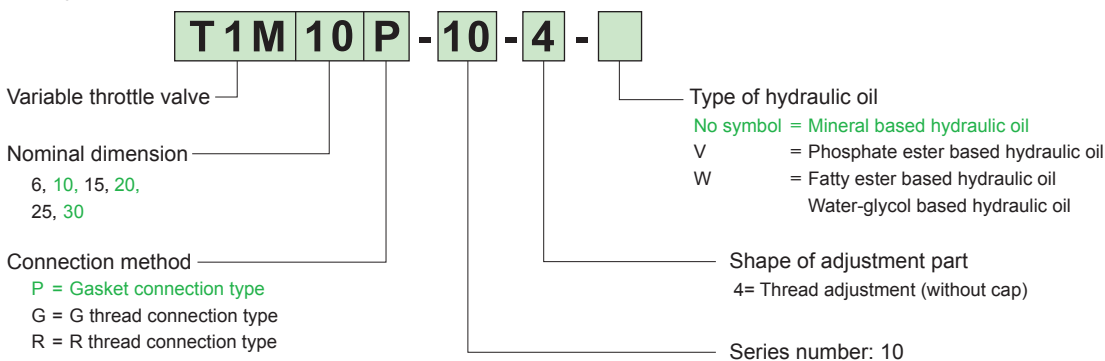 T1M10P-10-4-
Variable throttle valve
Nominal dimension
6, 10, 15, 20,
25, 30
Connection method
P = Gasket connection type
G = G thread connection type
R = R thread connection type
Type of hydraulic oil
No symbol = Mineral based hydraulic oil
V = Phosphate ester based hydraulic oil
W = Fatty ester based hydraulic oil
Water-glycol based hydraulic oil
Shape of adjustment part
4= Thread adjustment (without cap)
Series number: 10